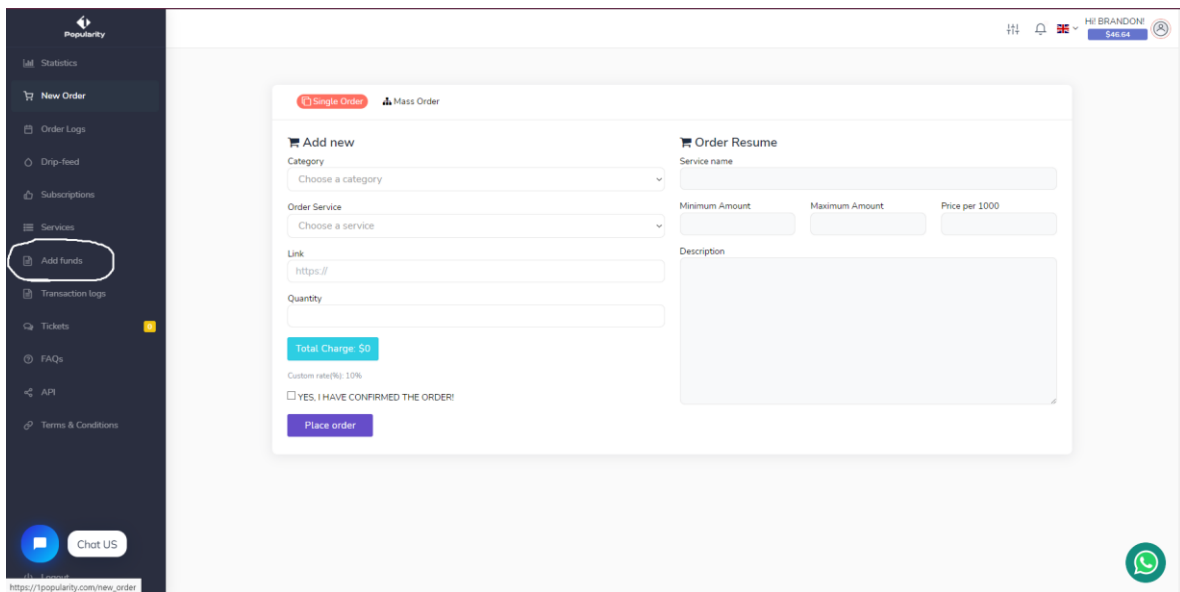 Popularity
Hi! BRANDON!
$46.64
Statistics
New Order
Order Logs
Drip-feed
Subscriptions
Services
Add funds
Transaction logs
Tickets
0
FAQs
API
Terms & Conditions
Chat US
Logout
https://1popularity.com/new_order
Single Order
Mass Order
Add new
Category
Choose a category
Order Service
Choose a service
Link
https://
Quantity
Total Charge: $0
Custom rate(%): 10%
YES, I HAVE CONFIRMED THE ORDER!
Place order
Order Resume
Service name
Minimum Amount
Maximum Amount
Price per 1000
Description